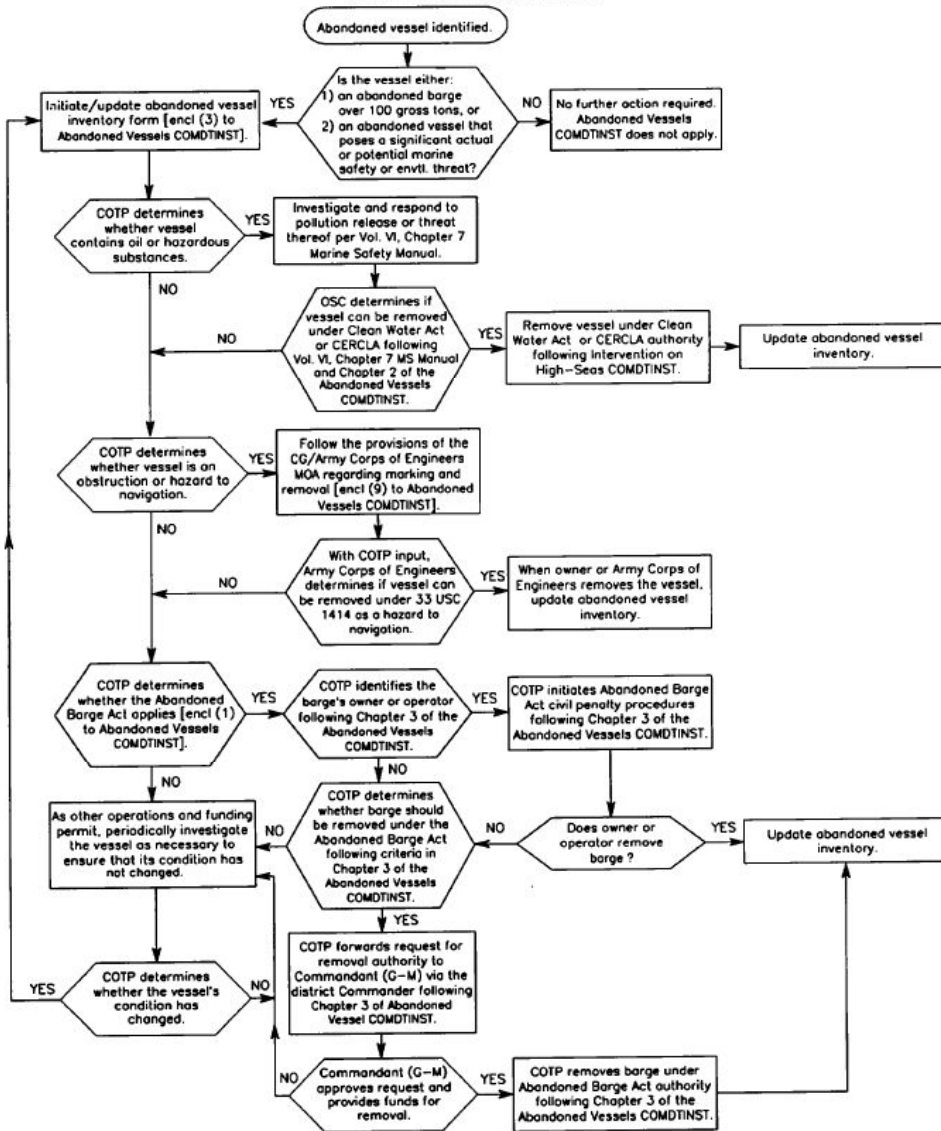 Abandoned vessel identified.
Is the vessel either:
1) an abandoned barge
over 100 gross tons, or
2) an abandoned vessel that
poses a significant actual
or potential marine
safety or envtl. threat?
YES
NO
Initiate/update abandoned vessel
inventory form [encl (3) to
Abandoned Vessels COMDTINST].
No further action required.
Abandoned Vessels
COMDTINST does not apply.
COTP determines
whether vessel
contains oil or hazardous
substances.
YES
Investigate and respond to
pollution release or threat
thereof per Vol. VI, Chapter 7
Marine Safety Manual.
NO
OSC determines if
vessel can be removed
under Clean Water Act
or CERCLA following
Vol. VI, Chapter 7 MS Manual
and Chapter 2 of the
Abandoned Vessels
COMDTINST.
NO
YES
Remove vessel under Clean
Water Act or CERCLA authority
following Intervention on
High-Seas COMDTINST.
Update abandoned vessel
inventory.
COTP determines
whether vessel is an
obstruction or hazard to
navigation.
YES
Follow the provisions of the
CG/Army Corps of Engineers
MOA regarding marking and
removal [encl (9) to Abandoned
Vessels COMDTINST].
NO
With COTP input,
Army Corps of Engineers
determines if vessel can
be removed under 33 USC
1414 as a hazard to
navigation.
NO
YES
When owner or Army Corps of
Engineers removes the vessel,
update abandoned vessel
inventory.
COTP determines
whether the Abandoned
Barge Act applies [encl (1)
to Abandoned Vessels
COMDTINST].
YES
COTP identifies the
barge's owner or operator
following Chapter 3 of the
Abandoned Vessels
COMDTINST.
YES
COTP initiates Abandoned Barge
Act civil penalty procedures
following Chapter 3 of the
Abandoned Vessels COMDTINST.
NO
NO
As other operations and funding
permit, periodically investigate
the vessel as necessary to
ensure that its condition has
not changed.
NO
COTP determines
whether barge should
be removed under the
Abandoned Barge Act
following criteria in
Chapter 3 of the
Abandoned Vessels
COMDTINST.
NO
Does owner or
operator remove
barge ?
YES
Update abandoned vessel
inventory.
YES
COTP forwards request for
removal authority to
Commandant (G-M) via the
district Commander following
Chapter 3 of Abandoned
Vessel COMDTINST.
YES
COTP determines
whether the vessel's
condition has
changed.
NO
NO
Commandant (G-M)
approves request and
provides funds for
removal.
YES
COTP removes barge under
Abandoned Barge Act authority
following Chapter 3 of the
Abandoned Vessels COMDTINST.